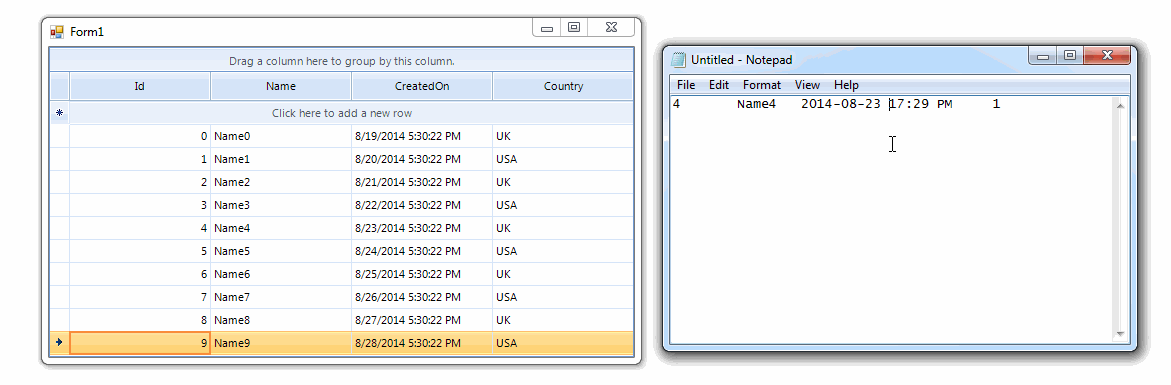 Form1
Drag a column here to group by this column.
Id Name CreatedOn Country
Click here to add a new row
0 Name0 8/19/2014 5:30:22 PM UK
1 Name1 8/20/2014 5:30:22 PM USA
2 Name2 8/21/2014 5:30:22 PM UK
3 Name3 8/22/2014 5:30:22 PM USA
4 Name4 8/23/2014 5:30:22 PM UK
5 Name5 8/24/2014 5:30:22 PM USA
6 Name6 8/25/2014 5:30:22 PM UK
7 Name7 8/26/2014 5:30:22 PM USA
8 Name8 8/27/2014 5:30:22 PM UK
9 Name9 8/28/2014 5:30:22 PM USA
Untitled - Notepad
File Edit Format View Help
4 Name4 2014-08-23 17:29 PM 1